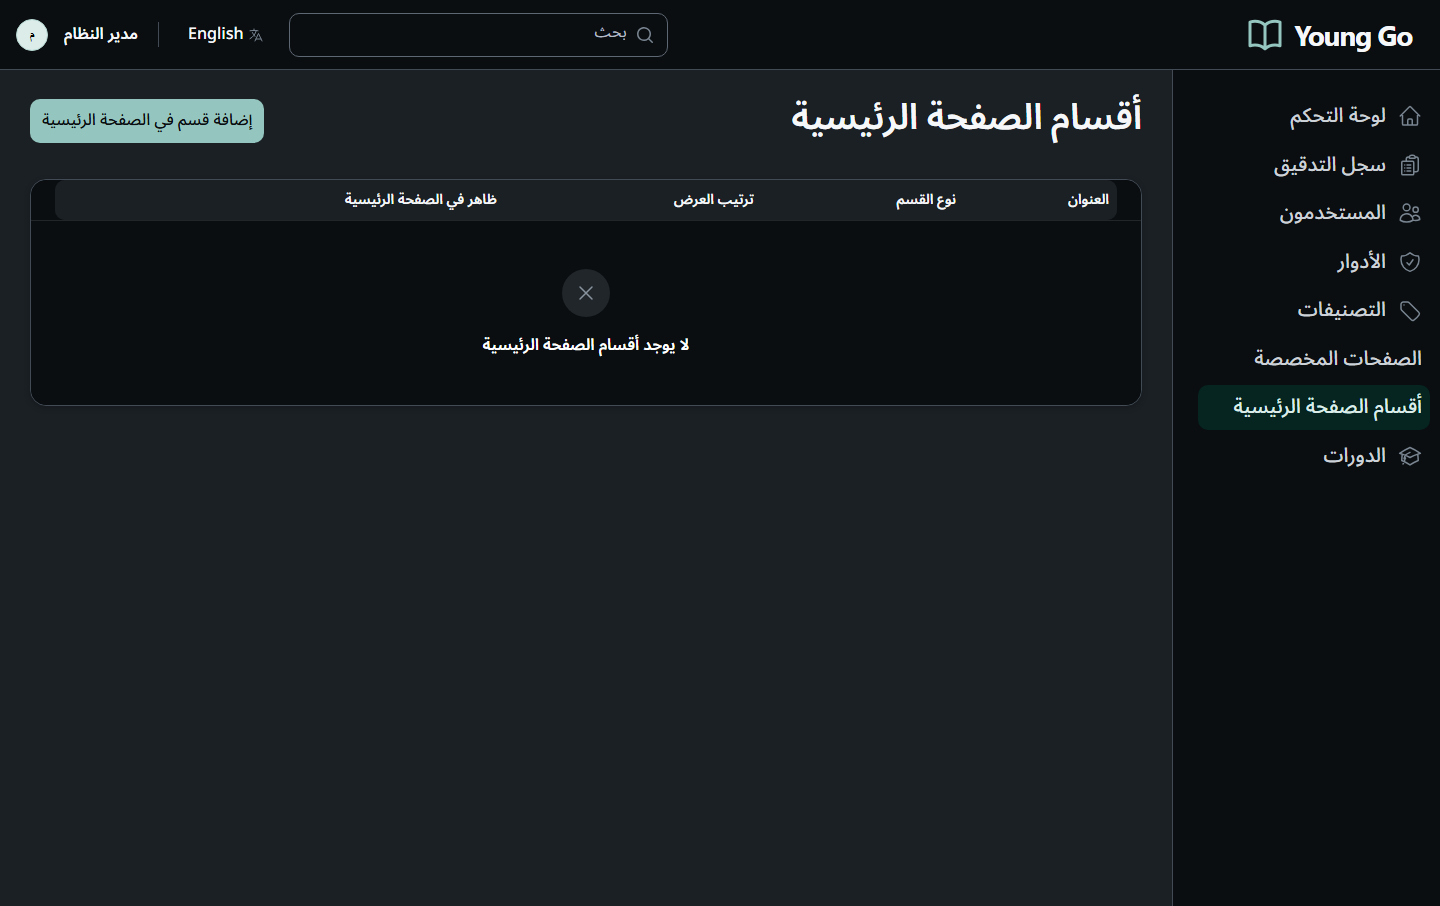 Young Go
بحث
English
مدير النظام
م
لوحة التحكم
سجل التدقيق
المستخدمون
الأدوار
التصنيفات
الصفحات المخصصة
أقسام الصفحة الرئيسية
الدورات
أقسام الصفحة الرئيسية
إضافة قسم في الصفحة الرئيسية
العنوان نوع القسم ترتيب العرض ظاهر في الصفحة الرئيسية
لا يوجد أقسام الصفحة الرئيسية